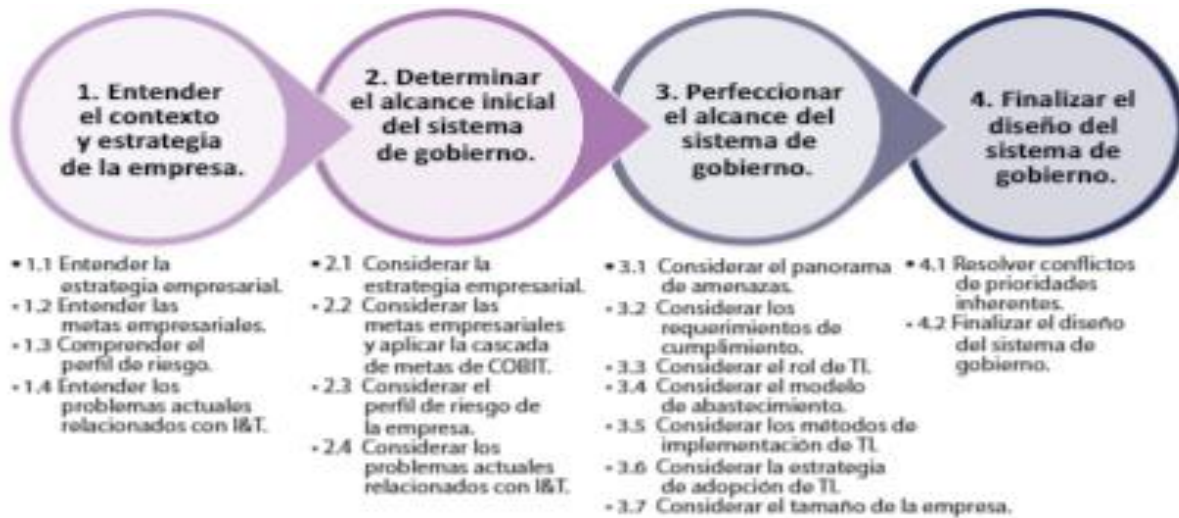 1. Entender
el contexto
y estrategia
de la empresa.
2. Determinar
el alcance inicial
del sistema
de gobierno.
3. Perfeccionar
el alcance del
sistema de
gobierno.
4. Finalizar el
diseño del
sistema de
gobierno.
• 1.1 Entender la
estrategia empresarial.
• 1.2 Entender las
metas empresariales.
• 1.3 Comprender el
perfil de riesgo.
• 1.4 Entender los
problemas actuales
relacionados con I&T.
• 2.1 Considerar la
estrategia empresarial.
• 2.2 Considerar las
metas empresariales
y aplicar la cascada
de metas de COBIT.
• 2.3 Considerar el
perfil de riesgo de
la empresa.
• 2.4 Considerar los
problemas actuales
relacionados con I&T.
• 3.1 Considerar el panorama
de amenazas.
• 3.2 Considerar los
requerimientos de
cumplimiento.
• 3.3 Considerar el rol de TI.
• 3.4 Considerar el modelo
de abastecimiento.
• 3.5 Considerar los métodos de
implementación de TI.
• 3.6 Considerar la estrategia
de adopción de TI.
• 3.7 Considerar el tamaño de la empresa.
• 4.1 Resolver conflictos
de prioridades
inherentes.
• 4.2 Finalizar el diseño
del sistema de
gobierno.